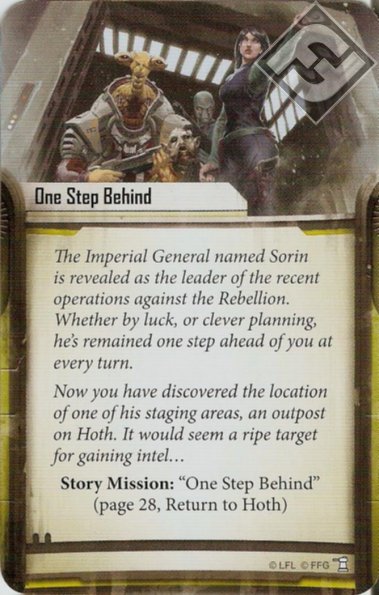 One Step Behind
The Imperial General named Sorin
is revealed as the leader of the recent
operations against the Rebellion.
Whether by luck, or clever planning,
he's remained one step ahead of you at
every turn.
Now you have discovered the location
of one of his staging areas, an outpost
on Hoth. It would seem a ripe target
for gaining intel…
Story Mission: “One Step Behind”
(page 28, Return to Hoth)
© LFL © FFG